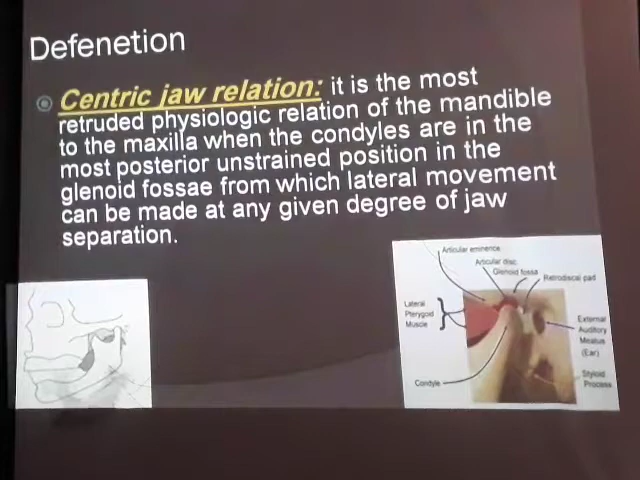 Defenetion
Centric jaw relation: it is the most
retruded physiologic relation of the mandible
to the maxilla when the condyles are in the
most posterior unstrained position in the
glenoid fossae from which lateral movement
can be made at any given degree of jaw
separation.
Articular eminence
Articular disc
Glenoid fossa
Retrodiscal pad
Lateral
Pterygoid
Muscle
External
Auditory
Meatus
(Ear)
Styloid
Process
Condyle